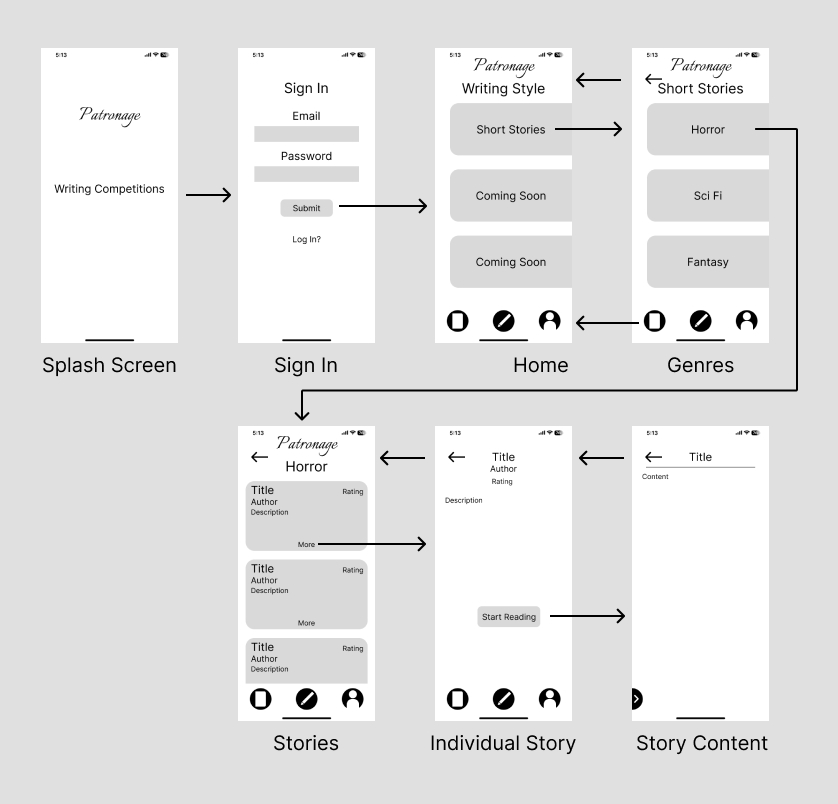 5:13
Patronage
Writing Competitions
Splash Screen
5:13
Sign In
Email
Password
Submit
Log In?
Sign In
5:13
Patronage
Writing Style
Short Stories
Coming Soon
Coming Soon
Home
5:13
Patronage
Short Stories
Horror
Sci Fi
Fantasy
Genres
5:13
Patronage
Horror
Title
Rating
Author
Description
More
Title
Rating
Author
Description
More
Title
Rating
Author
Description
Stories
5:13
Title
Author
Rating
Description
Start Reading
Individual Story
5:13
Title
Content
Story Content